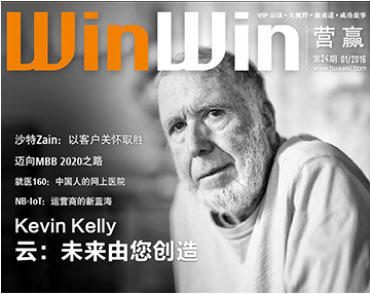 WinWin
VIP 访谈 • 大视野 • 新商道 • 成功故事
营赢
第24期 01/2016
www.huawei.com
沙特Zain：以客户关怀取胜
迈向MBB 2020之路
就医160：中国人的网上医院
NB-IoT：运营商的新蓝海
Kevin Kelly
云：未来由您创造